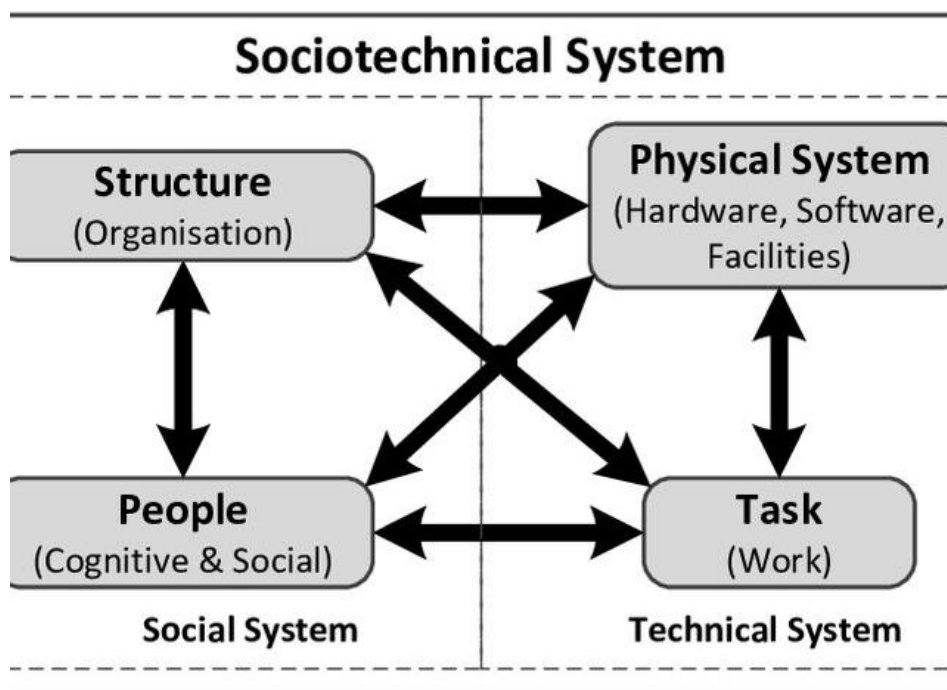 Sociotechnical System
Structure
(Organisation)
Physical System
(Hardware, Software,
Facilities)
People
(Cognitive & Social)
Task
(Work)
Social System
Technical System